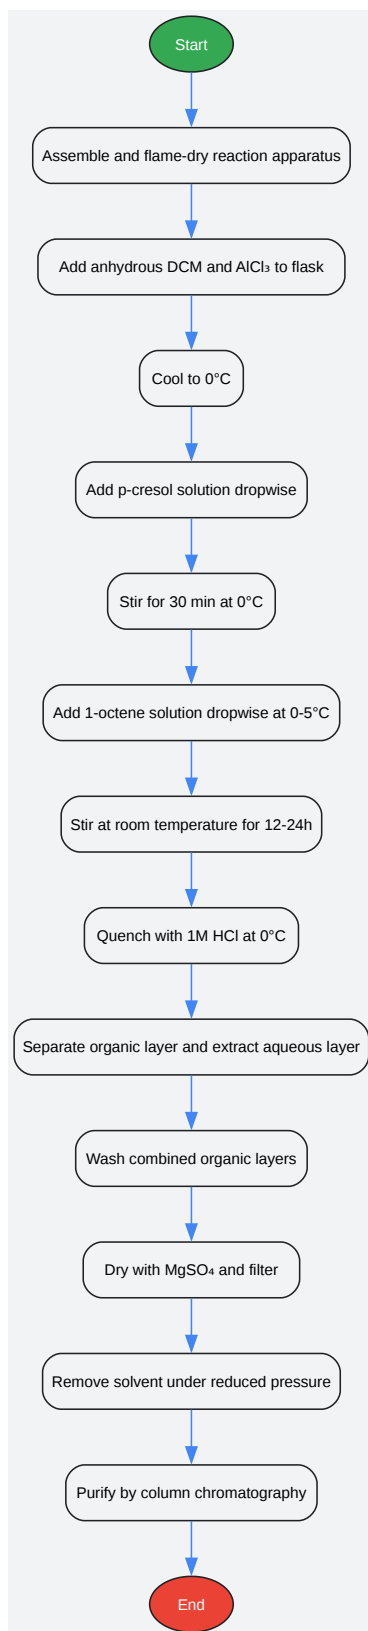 Start
Assemble and flame-dry reaction apparatus
Add anhydrous DCM and AlCl₃ to flask
Cool to 0°C
Add p-cresol solution dropwise
Stir for 30 min at 0°C
Add 1-octene solution dropwise at 0-5°C
Stir at room temperature for 12-24h
Quench with 1M HCl at 0°C
Separate organic layer and extract aqueous layer
Wash combined organic layers
Dry with MgSO₄ and filter
Remove solvent under reduced pressure
Purify by column chromatography
End